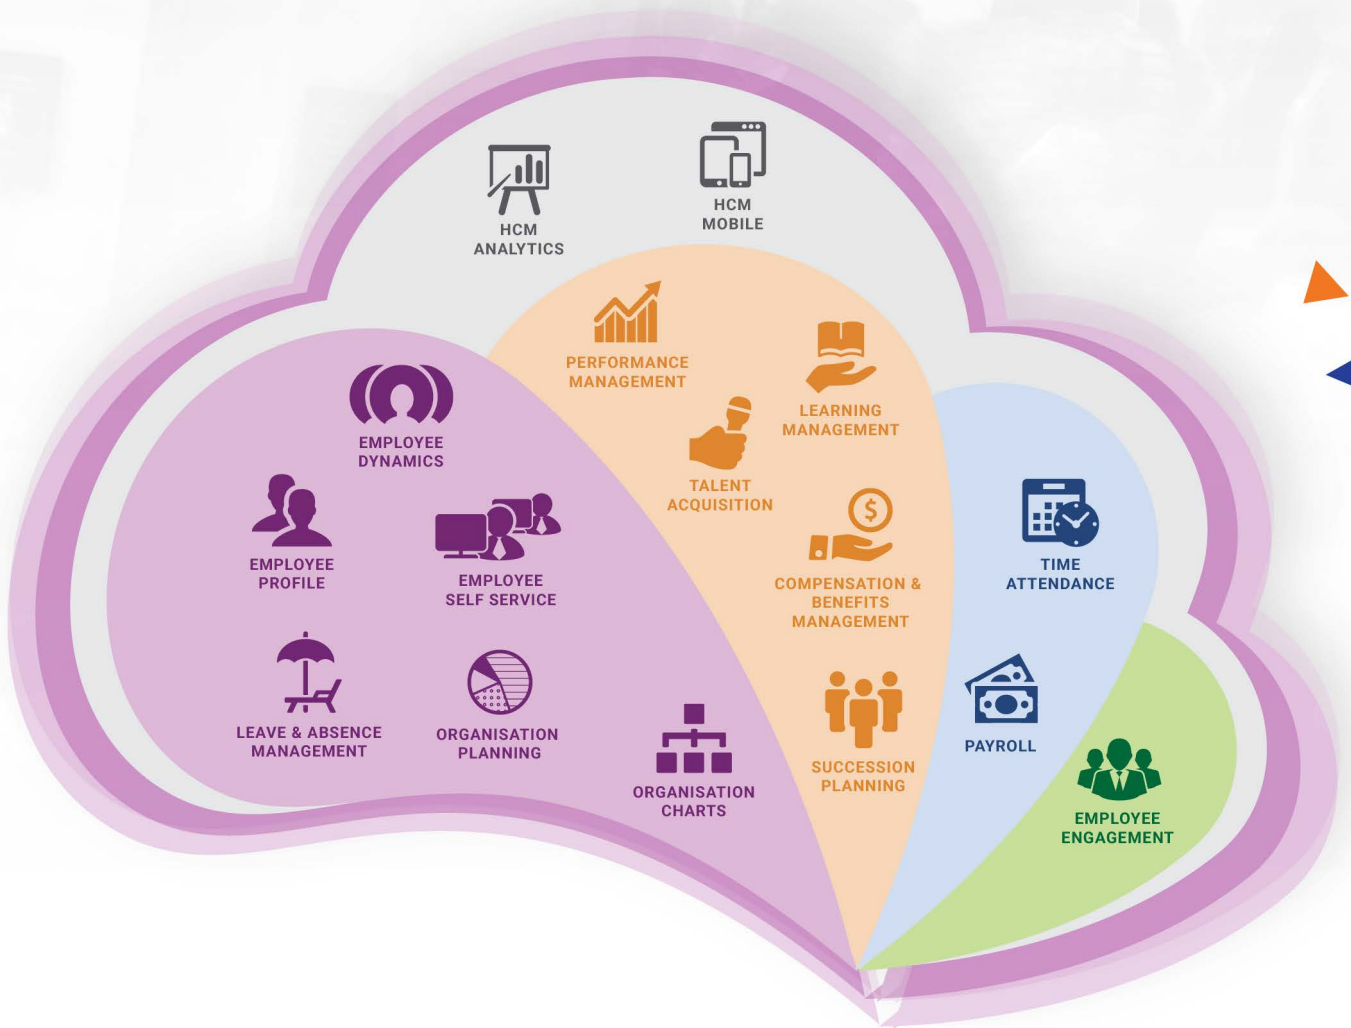 HCM
ANALYTICS
HCM
MOBILE
PERFORMANCE
MANAGEMENT
LEARNING
MANAGEMENT
TALENT
ACQUISITION
COMPENSATION &
BENEFITS
MANAGEMENT
SUCCESSION
PLANNING
EMPLOYEE
DYNAMICS
EMPLOYEE
PROFILE
EMPLOYEE
SELF SERVICE
LEAVE & ABSENCE
MANAGEMENT
ORGANISATION
PLANNING
ORGANISATION
CHARTS
TIME
ATTENDANCE
PAYROLL
EMPLOYEE
ENGAGEMENT